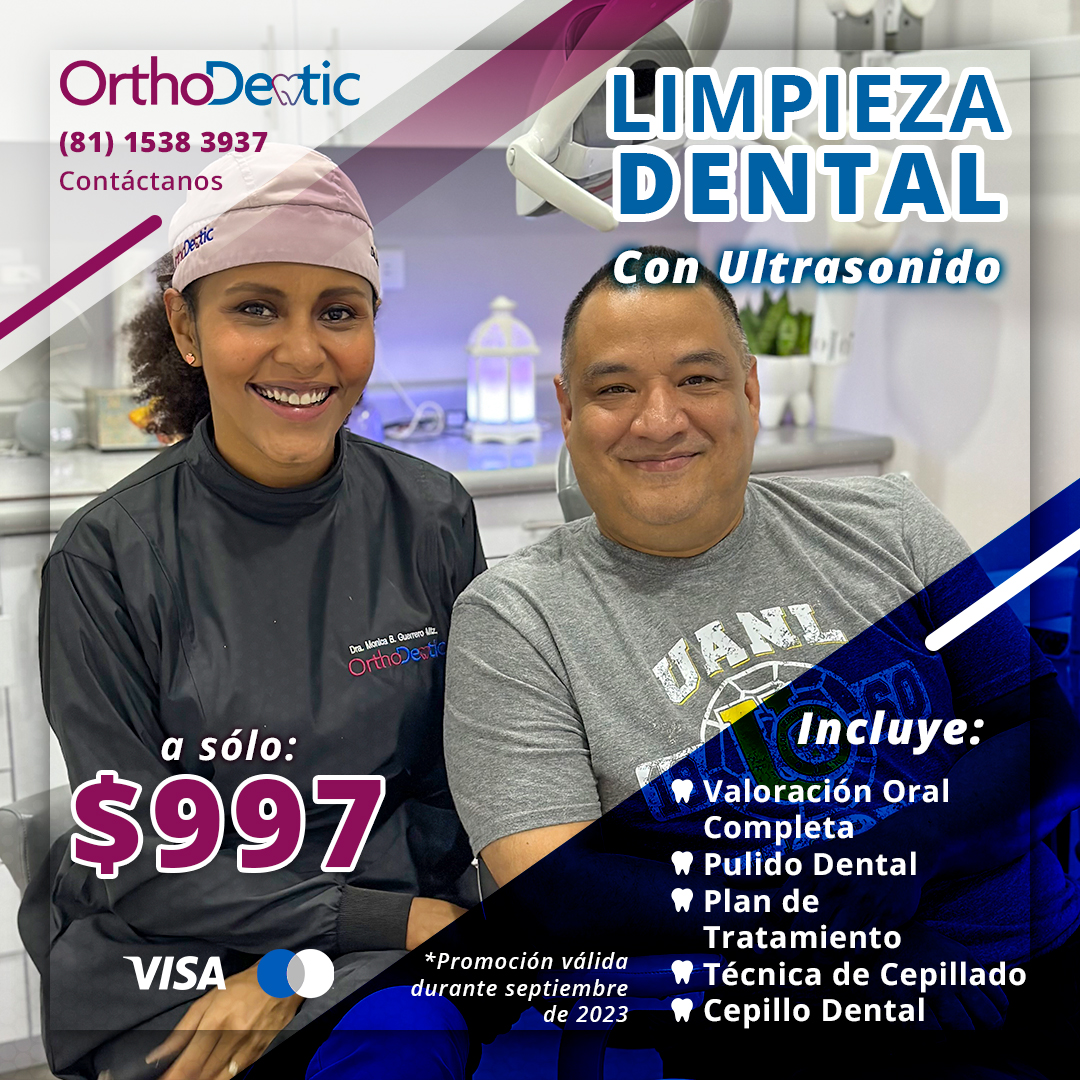 OrthoDentic
(81) 1538 3937
Contáctanos
LIMPIEZA
DENTAL
Con Ultrasonido
Dra. Monica B. Guerrero Mtz.
OrthoDentic
UANL
a sólo:
$997
Incluye:
Valoración Oral
Completa
Pulido Dental
Plan de
Tratamiento
Técnica de Cepillado
Cepillo Dental
VISA
*Promoción válida
durante septiembre
de 2023